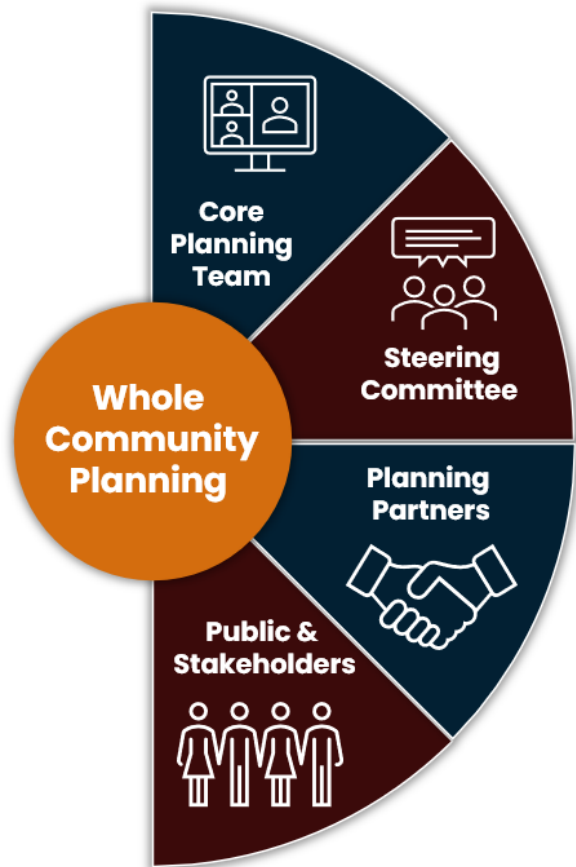 Core
Planning
Team
Steering
Committee
Whole
Community
Planning
Planning
Partners
Public &
Stakeholders